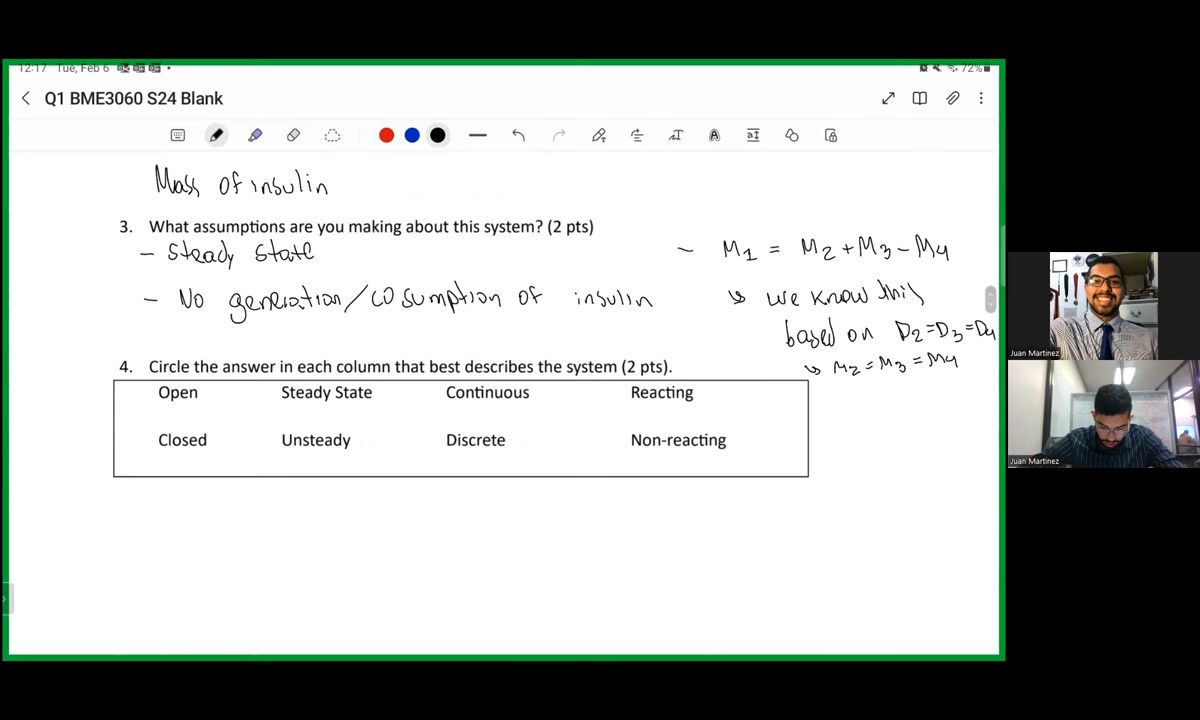 12:17 Tue, Feb 6
72%
Q1 BME3060 S24 Blank
Mass of insulin
3. What assumptions are you making about this system? (2 pts)
- Steady State
- No generation/cosumption of insulin
- M1 = M2 + M3 - M4
↳ we know this
based on D2=D3=D4
↳ M2 = M3 = M4
4. Circle the answer in each column that best describes the system (2 pts).
Open Steady State Continuous Reacting
Closed Unsteady Discrete Non-reacting
Juan Martinez
Juan Martinez